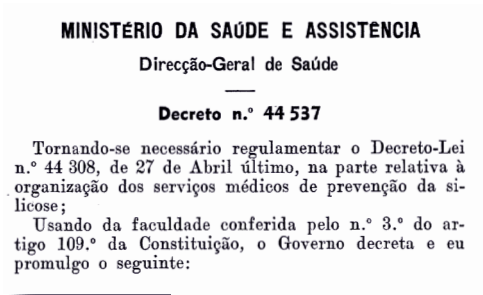 MINISTÉRIO DA SAÚDE E ASSISTÊNCIA
Direcção-Geral de Saúde
Decreto n.º 44 537
Tornando-se necessário regulamentar o Decreto-Lei
n.º 44 308, de 27 de Abril último, na parte relativa à
organização dos serviços médicos de prevenção da si-
licose;
Usando da faculdade conferida pelo n.º 3.º do ar-
tigo 109.º da Constituição, o Governo decreta e eu
promulgo o seguinte: